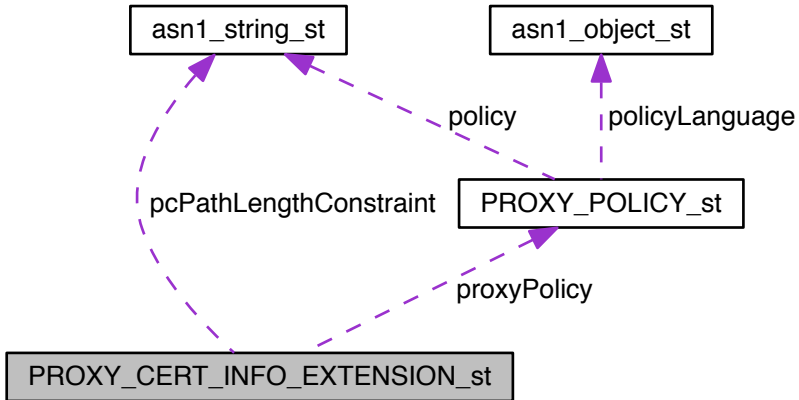 asn1_string_st
asn1_object_st
policy
policyLanguage
pcPathLengthConstraint
PROXY_POLICY_st
proxyPolicy
PROXY_CERT_INFO_EXTENSION_st